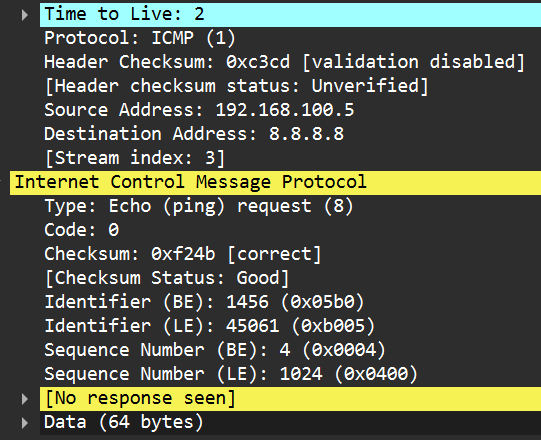 Time to Live: 2
Protocol: ICMP (1)
Header Checksum: 0xc3cd [validation disabled]
[Header checksum status: Unverified]
Source Address: 192.168.100.5
Destination Address: 8.8.8.8
[Stream index: 3]
Internet Control Message Protocol
Type: Echo (ping) request (8)
Code: 0
Checksum: 0xf24b [correct]
[Checksum Status: Good]
Identifier (BE): 1456 (0x05b0)
Identifier (LE): 45061 (0xb005)
Sequence Number (BE): 4 (0x0004)
Sequence Number (LE): 1024 (0x0400)
[No response seen]
Data (64 bytes)